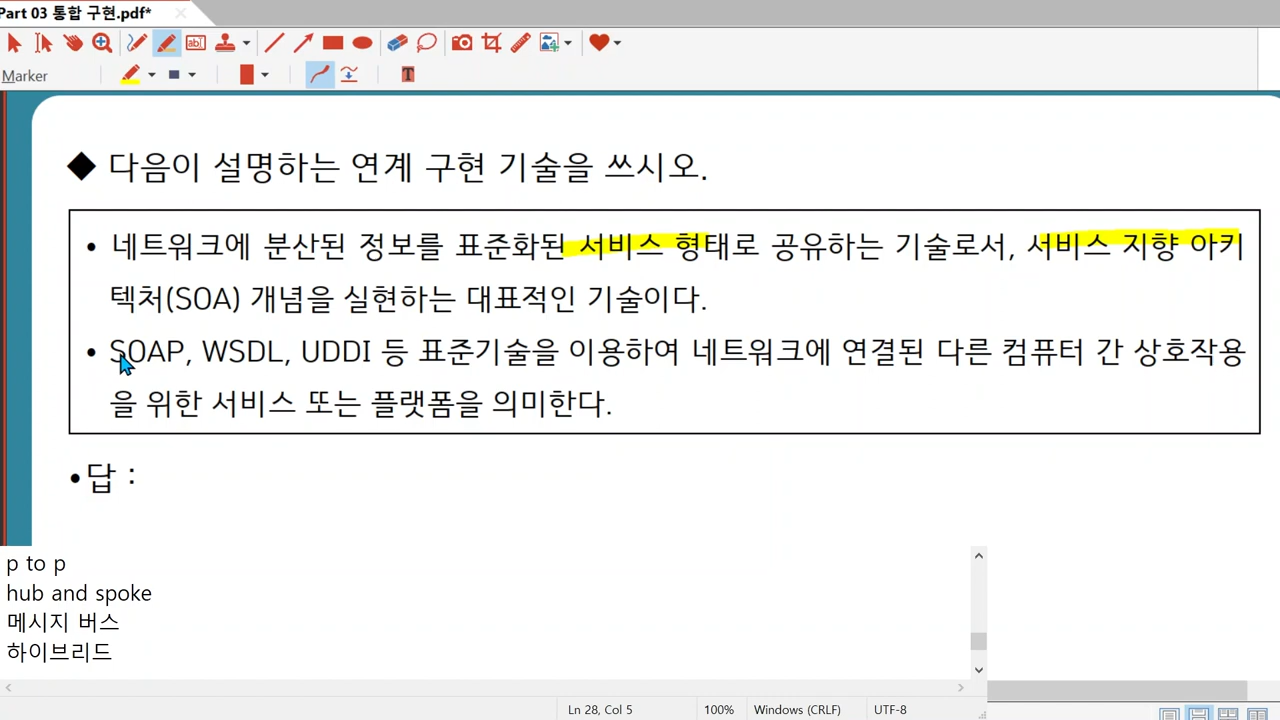 Part 03 통합 구현.pdf*
Marker
◆ 다음이 설명하는 연계 구현 기술을 쓰시오.
• 네트워크에 분산된 정보를 표준화된 서비스 형태로 공유하는 기술로서, 서비스 지향 아키
텍처(SOA) 개념을 실현하는 대표적인 기술이다.
• SOAP, WSDL, UDDI 등 표준기술을 이용하여 네트워크에 연결된 다른 컴퓨터 간 상호작용
을 위한 서비스 또는 플랫폼을 의미한다.
•답 :
p to p
hub and spoke
메시지 버스
하이브리드
Ln 28, Col 5 100% Windows (CRLF) UTF-8